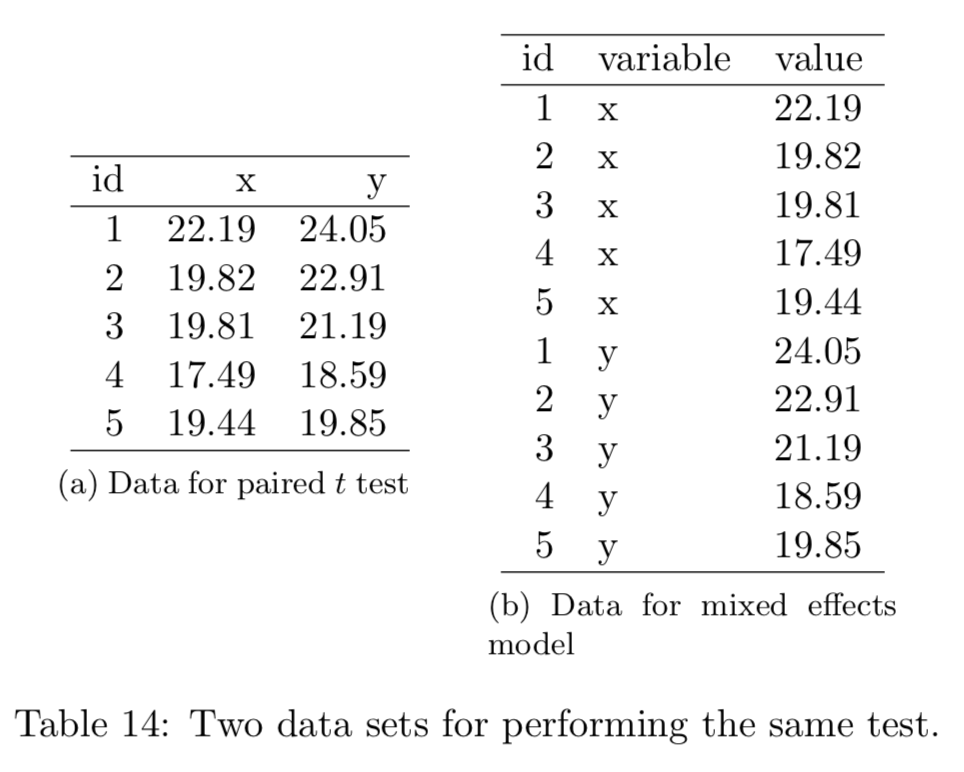 id x y
1 22.19 24.05
2 19.82 22.91
3 19.81 21.19
4 17.49 18.59
5 19.44 19.85
(a) Data for paired t test
id variable value
1 x 22.19
2 x 19.82
3 x 19.81
4 x 17.49
5 x 19.44
1 y 24.05
2 y 22.91
3 y 21.19
4 y 18.59
5 y 19.85
(b) Data for mixed effects
model
Table 14: Two data sets for performing the same test.